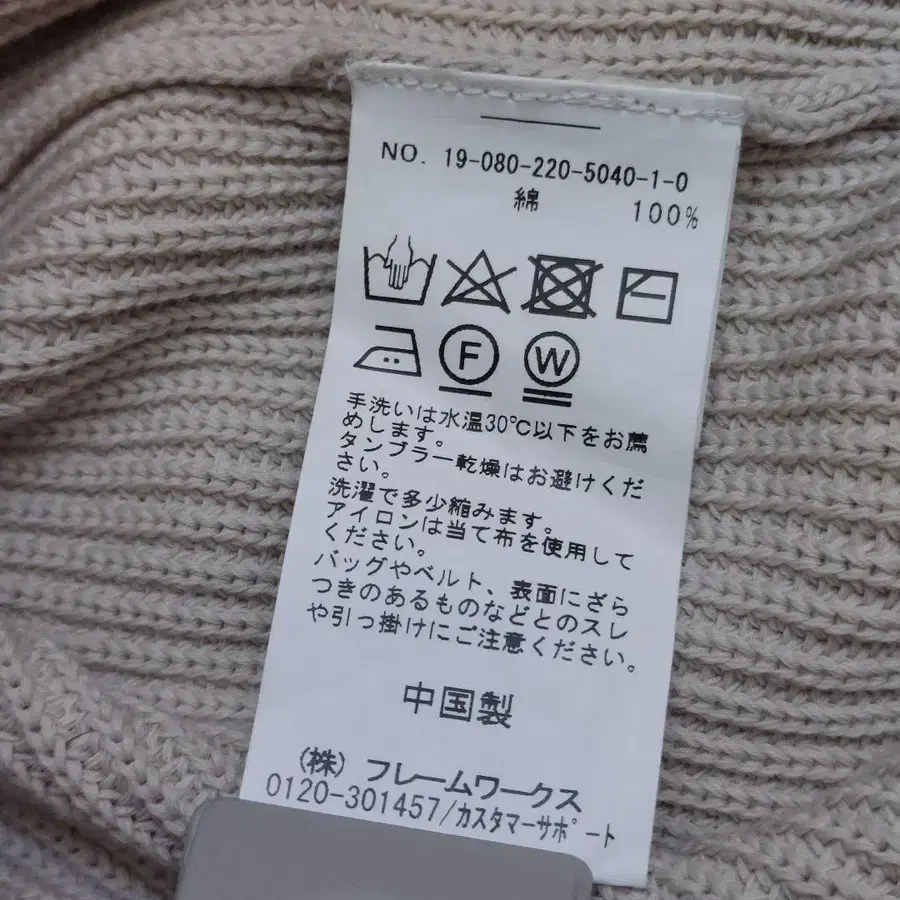 NO. 19-080-220-5040-1-0
綿 100%
F W
手洗いは水温30℃以下をお薦
めします。
タンブラー乾燥はお避けくだ
さい。
洗濯で多少縮みます。
アイロンは当て布を使用して
ください。
バッグやベルト、表面にざら
つきのあるものなどとのスレ
や引っ掛けにご注意ください。
中国製
(株) フレームワークス
0120-301457/カスタマーサポート